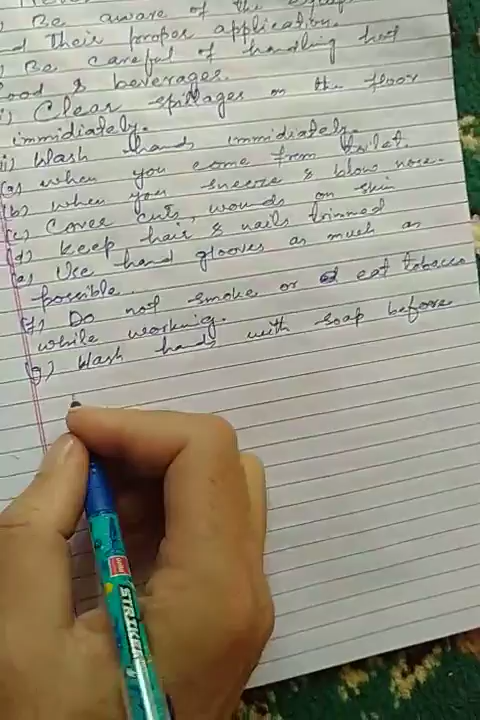 Be aware of the
Their proper application.
Be careful of handling hot
food & beverages.
Clear spillages on the floor
immidiately.
Wash hands immidiately.
(a) when you come from toilet.
(b) when you sneeze & blow nose.
(c) Cover cuts, wounds on skin
(d) Keep hair & nails trimmed
(e) Use hand glooves as much as
possible.
(f) Do not smoke or eat tobacco
while working.
(g) Wash hands with soap before
STRIKER